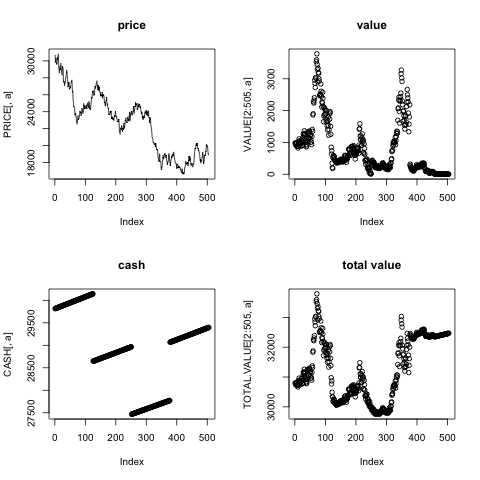 price
PRICE[, a]
30000
24000
18000
0 100 200 300 400 500
Index
value
VALUE[2:505, a]
3000
2000
1000
0
0 100 200 300 400 500
Index
cash
CASH[, a]
29500
28500
27500
0 100 200 300 400 500
Index
total value
TOTAL.VALUE[2:505, a]
32000
30000
0 100 200 300 400 500
Index